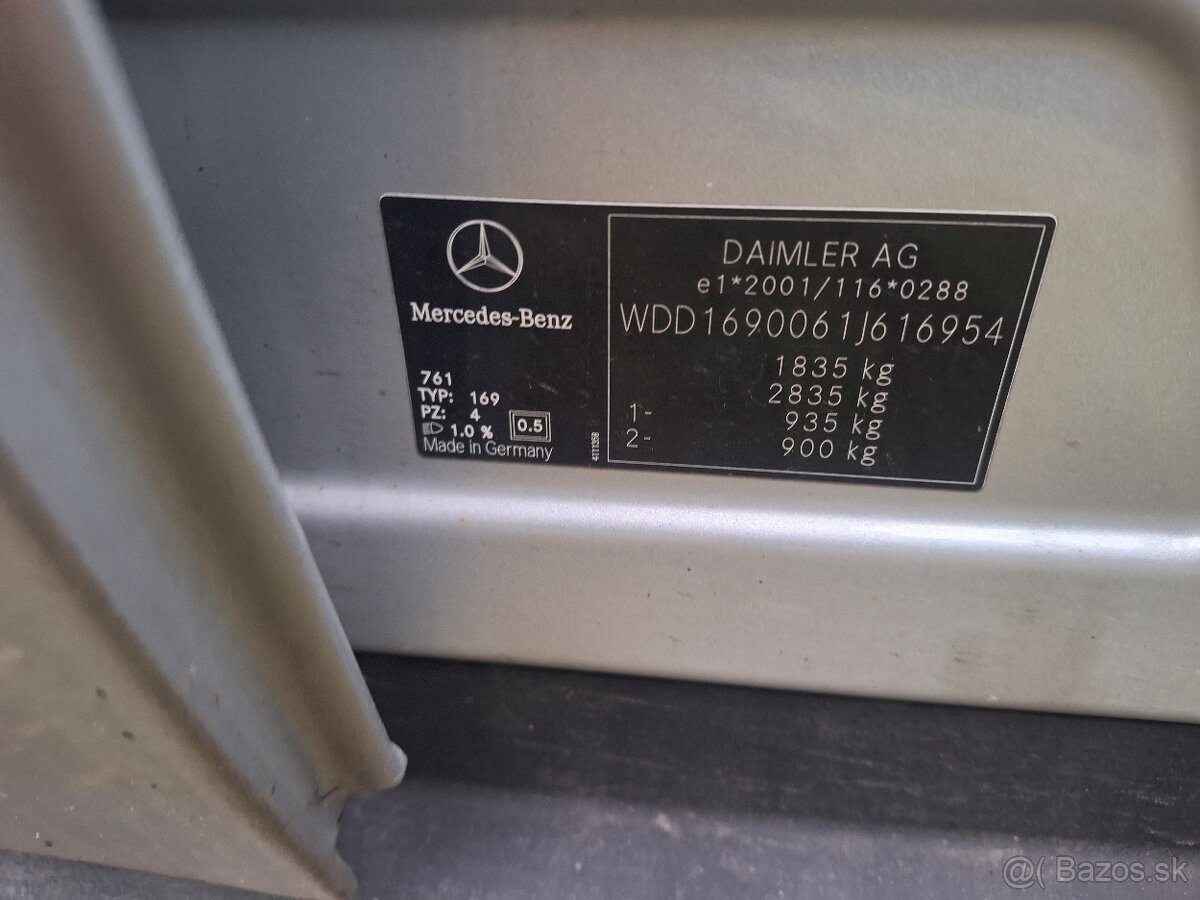 Mercedes-Benz
761
TYP: 169
PZ: 4
1.0 %
0.5
Made in Germany
4111358
DAIMLER AG
e1*2001/116*0288
WDD1690061J616954
1835 kg
2835 kg
1- 935 kg
2- 900 kg
@( Bazos.sk